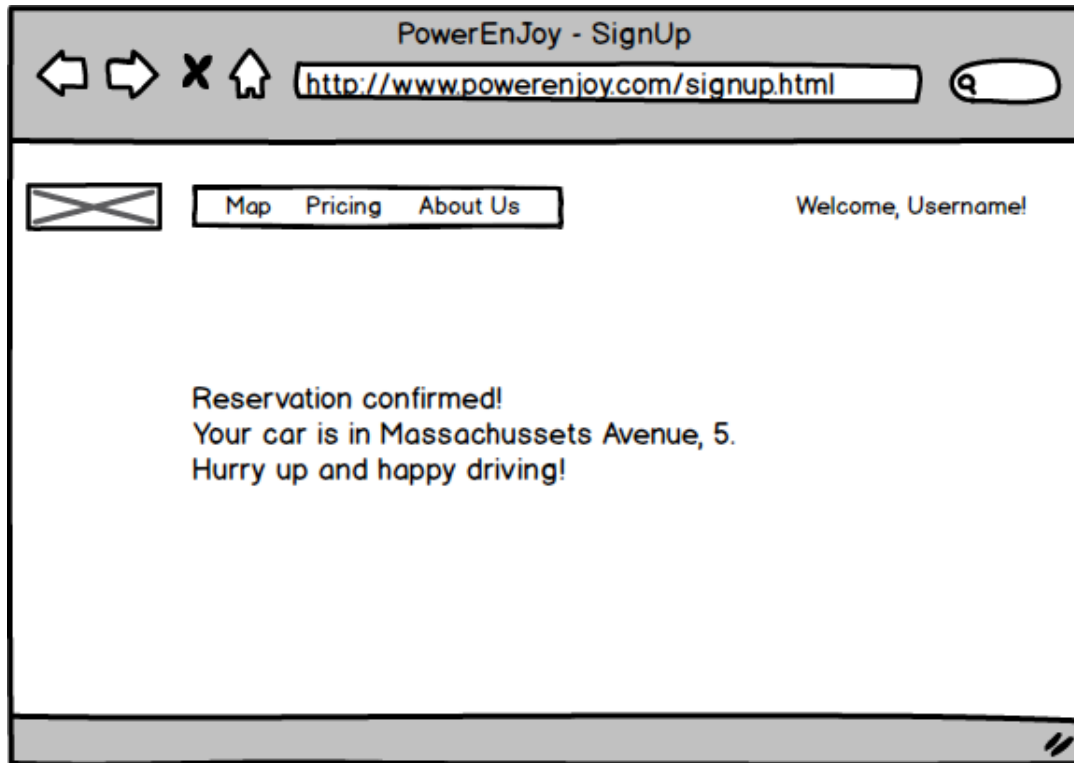 PowerEnJoy - SignUp
http://www.powerenjoy.com/signup.html
Map Pricing About Us Welcome, Username!
Reservation confirmed!
Your car is in Massachussets Avenue, 5.
Hurry up and happy driving!